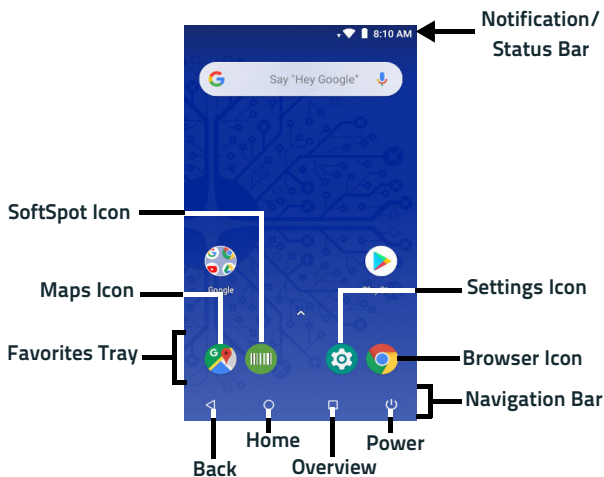 Notification/
Status Bar
8:10 AM
G Say "Hey Google"
SoftSpot Icon
Google
Maps Icon
Settings Icon
Favorites Tray
G
Browser Icon
Navigation Bar
Home
Power
Back
Overview